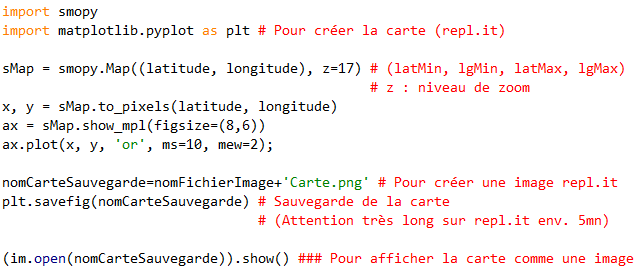 import smopy
import matplotlib.pyplot as plt # Pour créer la carte (repl.it)
sMap = smopy.Map((latitude, longitude), z=17) # (latMin, lgMin, latMax, lgMax)
# z : niveau de zoom
x, y = sMap.to_pixels(latitude, longitude)
ax = sMap.show_mpl(figsize=(8,6))
ax.plot(x, y, 'or', ms=10, mew=2);
nomCarteSauvegarde=nomFichierImage+'Carte.png' # Pour créer une image repl.it
plt.savefig(nomCarteSauvegarde) # Sauvegarde de la carte
# (Attention très long sur repl.it env. 5mn)
(im.open(nomCarteSauvegarde)).show() ### Pour afficher la carte comme une image